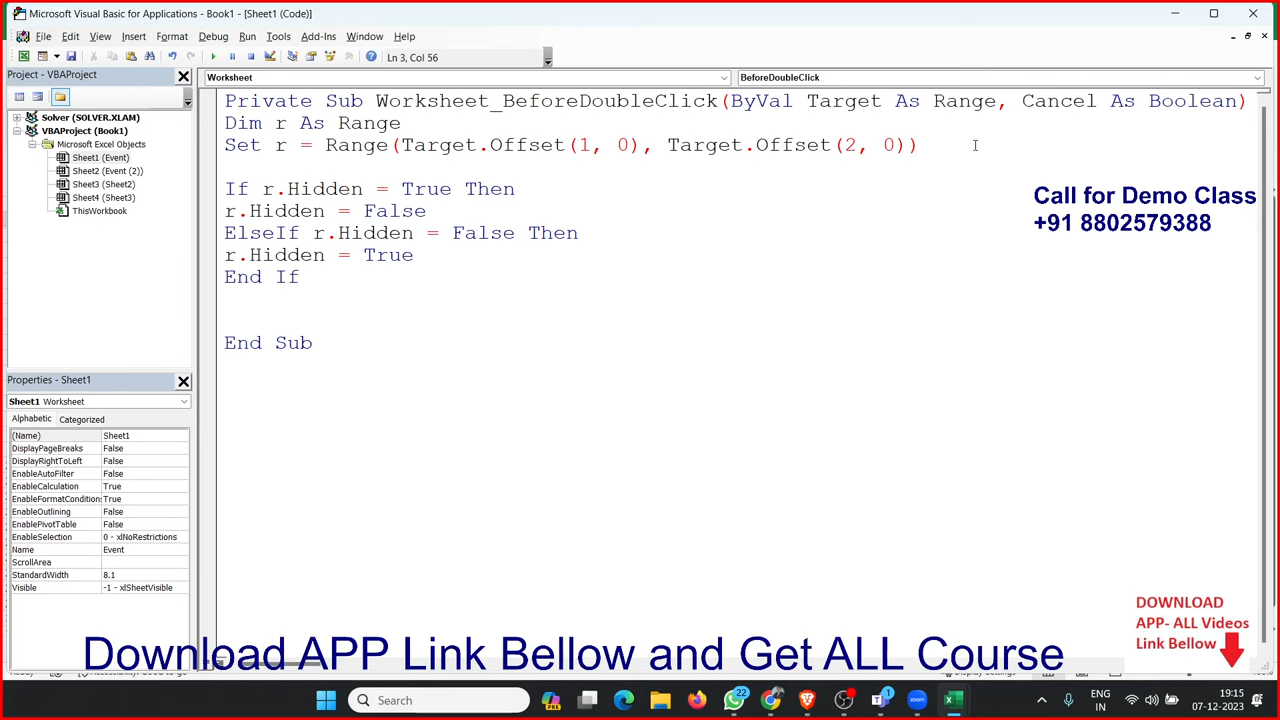 Microsoft Visual Basic for Applications - Book1 - [Sheet1 (Code)]
File Edit View Insert Format Debug Run Tools Add-Ins Window Help
Ln 3, Col 56
Project - VBAProject
Worksheet
BeforeDoubleClick
Solver (SOLVER.XLAM)
VBAProject (Book1)
Microsoft Excel Objects
Sheet1 (Event)
Sheet2 (Event (2))
Sheet3 (Sheet2)
Sheet4 (Sheet3)
ThisWorkbook
Private Sub Worksheet_BeforeDoubleClick(ByVal Target As Range, Cancel As Boolean)
Dim r As Range
Set r = Range(Target.Offset(1, 0), Target.Offset(2, 0))
If r.Hidden = True Then
r.Hidden = False
ElseIf r.Hidden = False Then
r.Hidden = True
End If
End Sub
Call for Demo Class
+91 8802579388
Properties - Sheet1
Sheet1 Worksheet
Alphabetic Categorized
(Name) Sheet1
DisplayPageBreaks False
DisplayRightToLeft False
EnableAutoFilter False
EnableCalculation True
EnableFormatCondition True
EnableOutlining False
EnablePivotTable False
EnableSelection 0 - xlNoRestrictions
Name Event
ScrollArea
StandardWidth 8.1
Visible -1 - xlSheetVisible
DOWNLOAD
APP- ALL Videos
Link Bellow
Download APP Link Bellow and Get ALL Course
Search
PRE
22
1
ENG
IN
19:15
07-12-2023